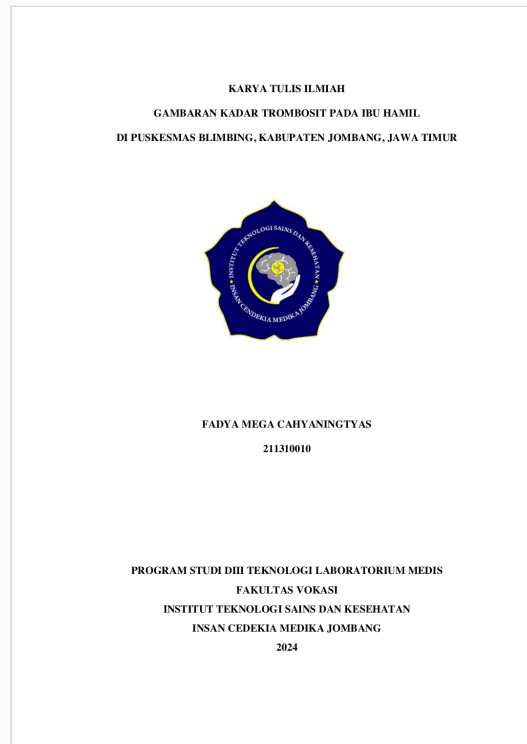 KARYA TULIS ILMIAH
GAMBARAN KADAR TROMBOSIT PADA IBU HAMIL
DI PUSKESMAS BLIMBING, KABUPATEN JOMBANG, JAWA TIMUR
INSTITUT TEKNOLOGI SAINS DAN KESEHATAN
INSAN CENDEKIA MEDIKA JOMBANG
FADYA MEGA CAHYANINGTYAS
211310010
PROGRAM STUDI DIII TEKNOLOGI LABORATORIUM MEDIS
FAKULTAS VOKASI
INSTITUT TEKNOLOGI SAINS DAN KESEHATAN
INSAN CEDEKIA MEDIKA JOMBANG
2024